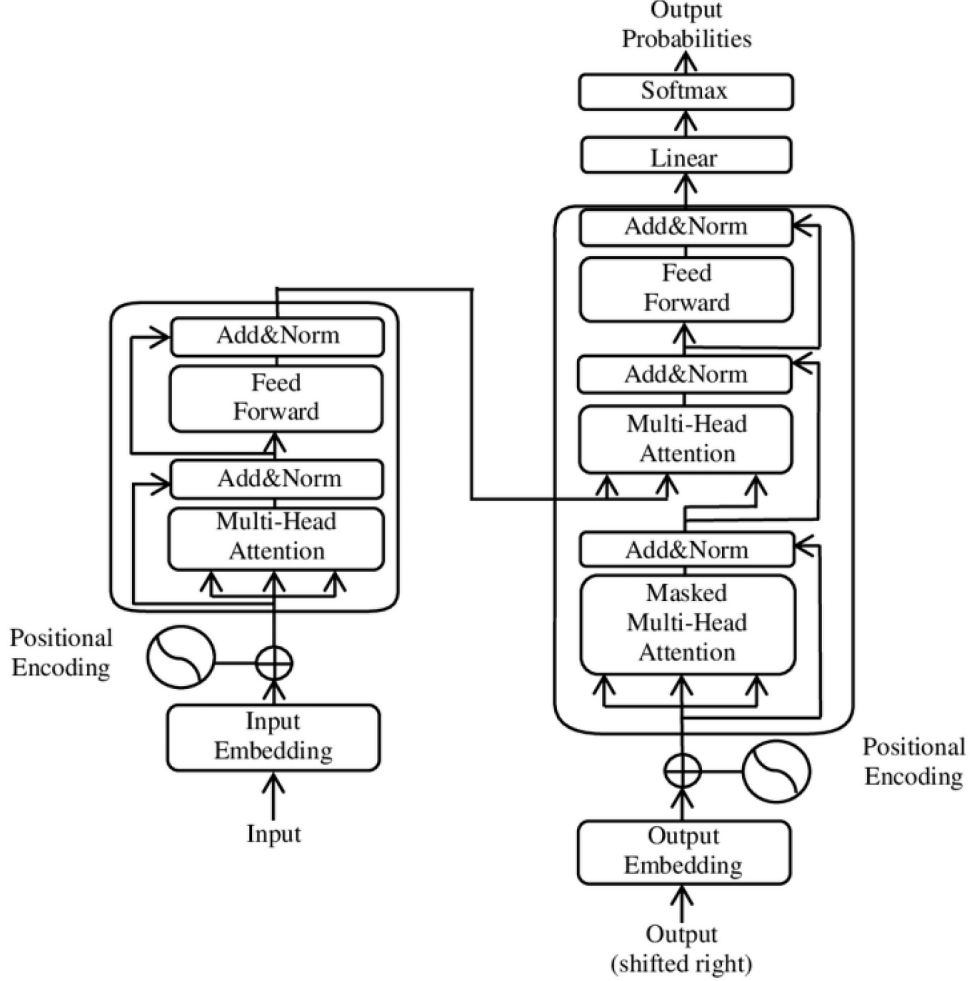 Output
Probabilities
Softmax
Linear
Add&Norm
Feed
Forward
Add&Norm
Multi-Head
Attention
Add&Norm
Masked
Multi-Head
Attention
Positional
Encoding
Output
Embedding
Output
(shifted right)
Add&Norm
Feed
Forward
Add&Norm
Multi-Head
Attention
Positional
Encoding
Input
Embedding
Input